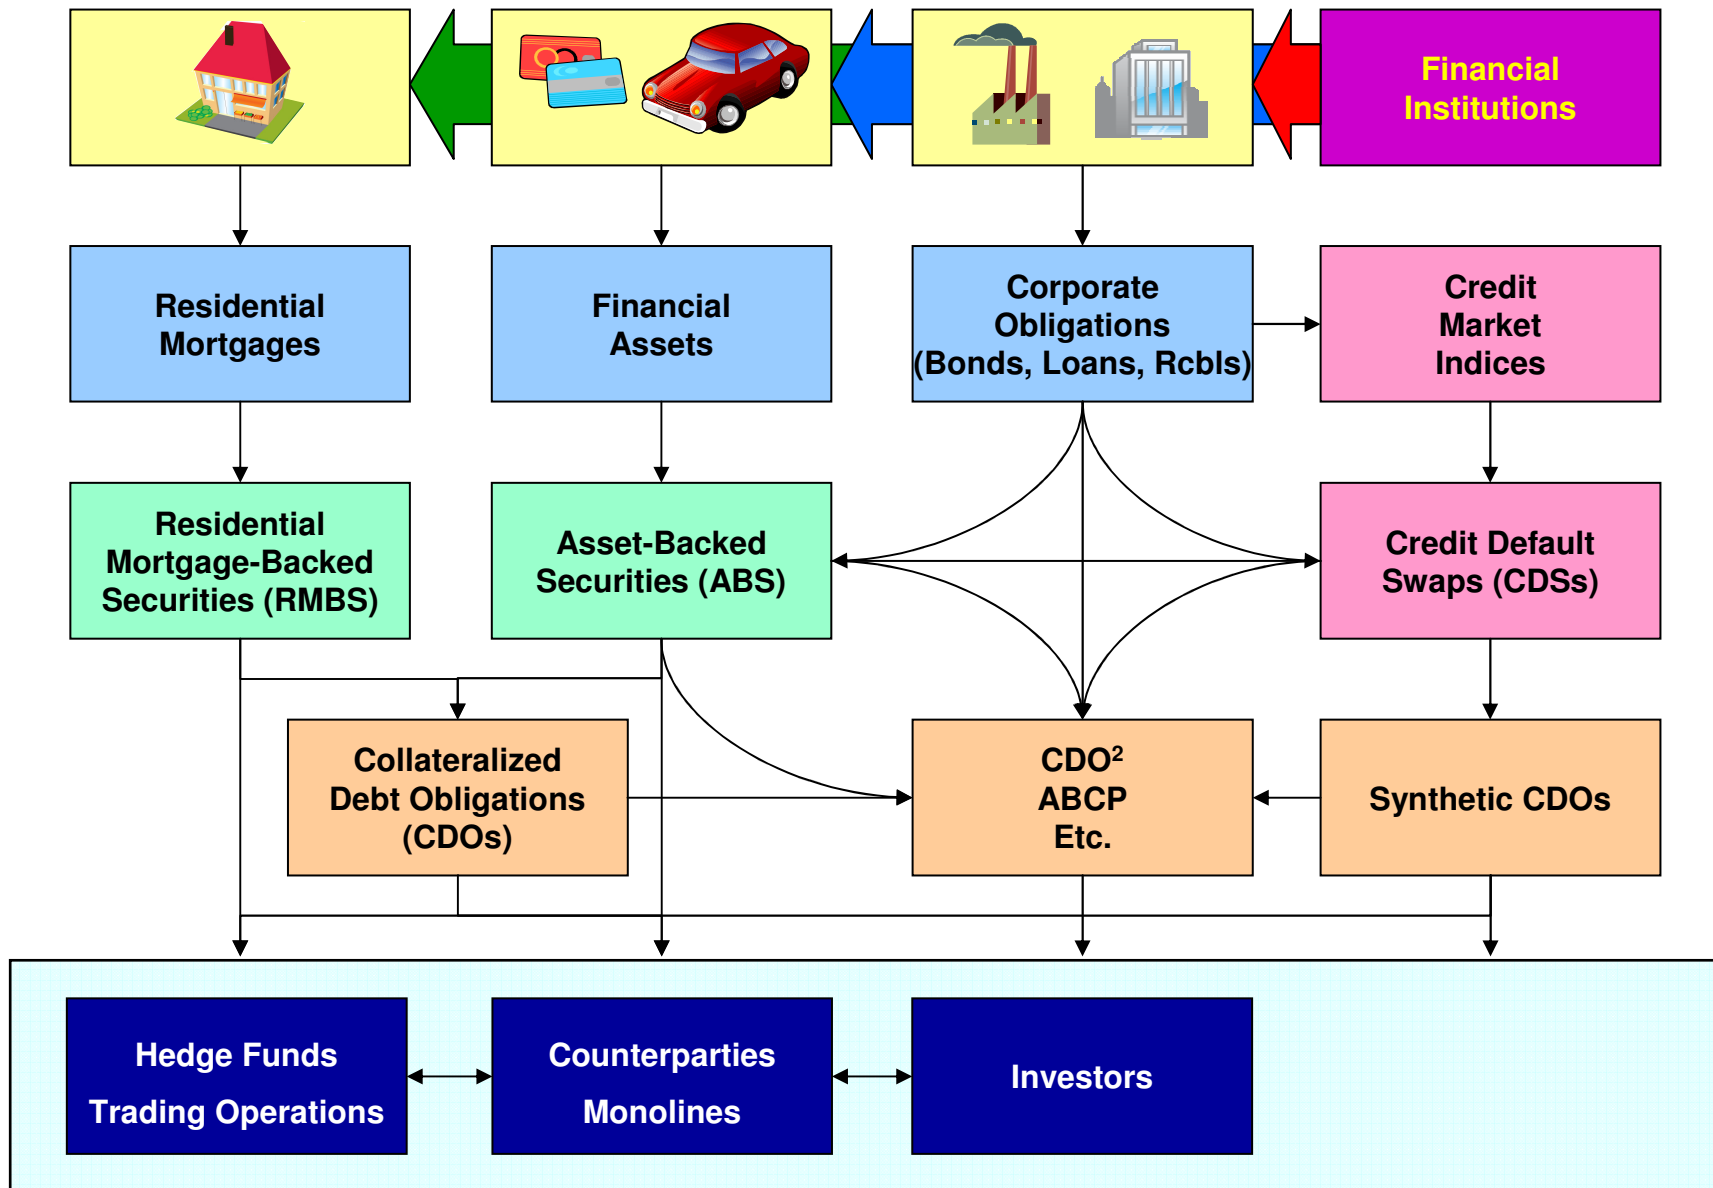 Financial
Institutions
Residential
Mortgages
Financial
Assets
Corporate
Obligations
(Bonds, Loans, Rcbls)
Credit
Market
Indices
Residential
Mortgage-Backed
Securities (RMBS)
Asset-Backed
Securities (ABS)
Credit Default
Swaps (CDSs)
Collateralized
Debt Obligations
(CDOs)
CDO²
ABCP
Etc.
Synthetic CDOs
Hedge Funds
Trading Operations
Counterparties
Monolines
Investors